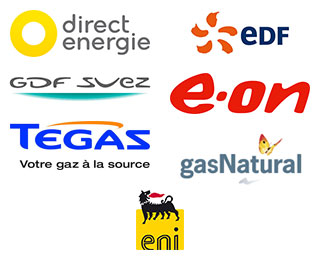 direct
energie
eDF
GDF SUEZ
e·on
TEGAS
Votre gaz à la source
gasNatural
eni